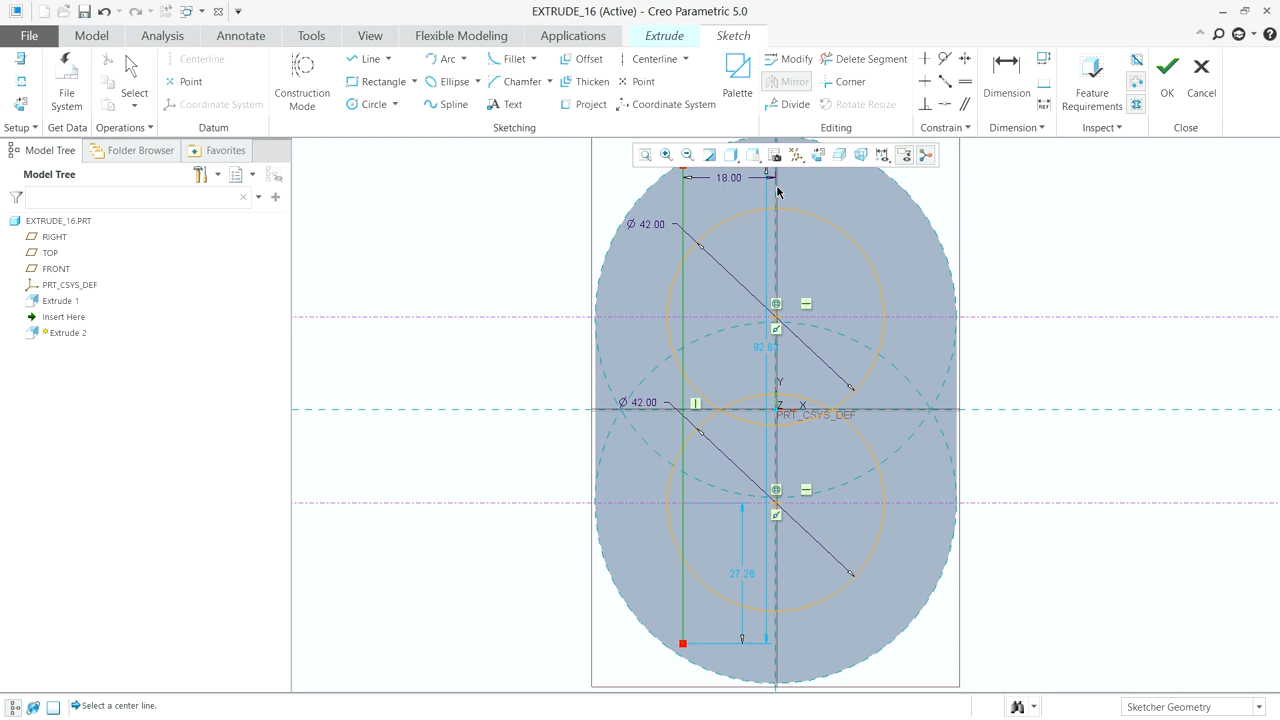 EXTRUDE_16 (Active) - Creo Parametric 5.0
File Model Analysis Annotate Tools View Flexible Modeling Applications Extrude Sketch
Centerline Line Arc Fillet Offset Centerline Modify Delete Segment
Point Rectangle Ellipse Chamfer Thicken Point Mirror Corner
Coordinate System Circle Spline Text Project Coordinate System Divide Rotate Resize
File System Select Construction Mode Palette Dimension Feature Requirements OK Cancel
Setup Get Data Operations Datum Sketching Editing Constrain Dimension Inspect Close
Model Tree Folder Browser Favorites
Model Tree
EXTRUDE_16.PRT
RIGHT
TOP
FRONT
PRT_CSYS_DEF
Extrude 1
Insert Here
Extrude 2
18.00
Ø 42.00
Y
Z X
PRT_CSYS_DEF
Ø 42.00
27.26
Select a center line.
Sketcher Geometry